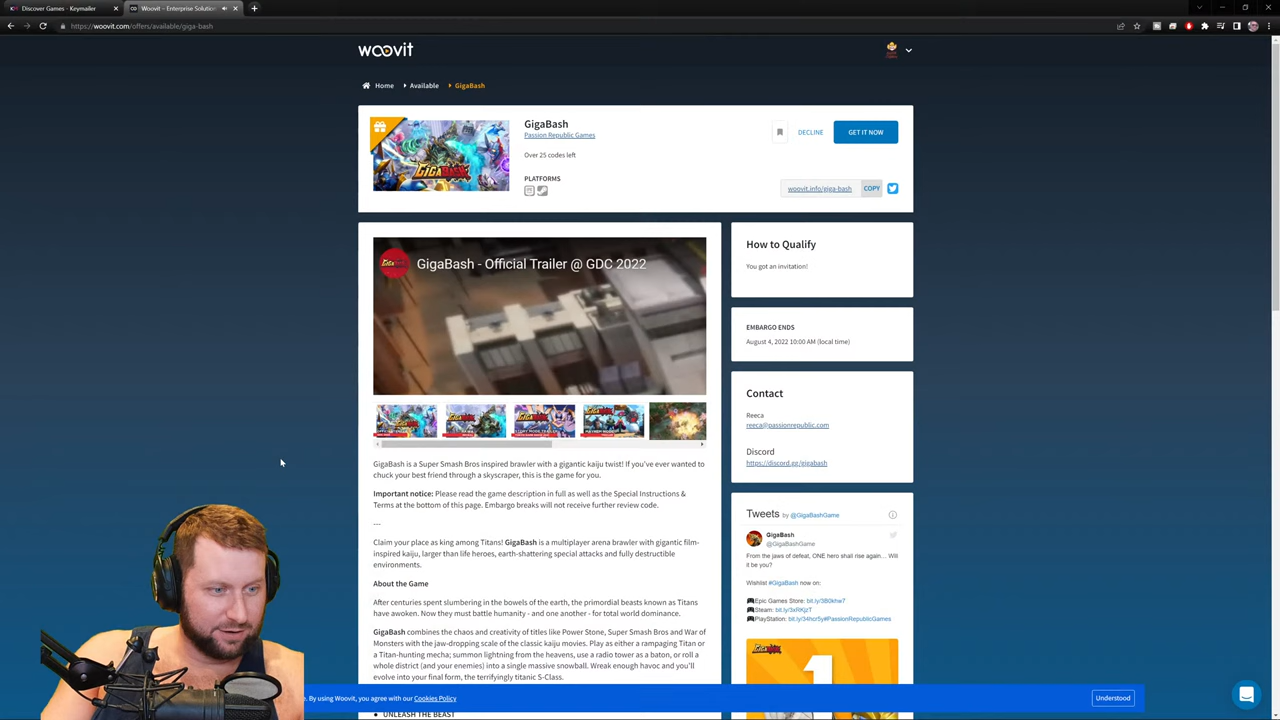 Discover Games - Keymailer
Woovit – Enterprise Solution
woovit.com/offers/available/giga-bash
woovit
Home
Available
GigaBash
GigaBash
Passion Republic Games
Over 25 codes left
PLATFORMS
DECLINE
GET IT NOW
woovit.info/giga-bash
COPY
GIGABASH
GigaBash - Official Trailer @ GDC 2022
GigaBash is a Super Smash Bros inspired brawler with a gigantic kaiju twist! If you've ever wanted to
chuck your best friend through a skyscraper, this is the game for you.
Important notice: Please read the game description in full as well as the Special Instructions &
Terms at the bottom of this page. Embargo breaks will not receive further review code.
---
Claim your place as king among Titans! GigaBash is a multiplayer arena brawler with gigantic film-
inspired kaiju, larger than life heroes, earth-shattering special attacks and fully destructible
environments.
About the Game
After centuries spent slumbering in the bowels of the earth, the primordial beasts known as Titans
have awoken. Now they must battle humanity - and one another - for total world dominance.
GigaBash combines the chaos and creativity of titles like Power Stone, Super Smash Bros and War of
Monsters with the jaw-dropping scale of the classic kaiju movies. Play as either a rampaging Titan or
a Titan-hunting mecha; summon lightning from the heavens, use a radio tower as a baton, or roll a
whole district (and your enemies) into a single massive snowball. Wreak enough havoc and you'll
evolve into your final form, the terrifyingly titanic S-Class.
UNLEASH THE BEAST
How to Qualify
You got an invitation!
EMBARGO ENDS
August 4, 2022 10:00 AM (local time)
Contact
Reeca
reeca@passionrepublic.com
Discord
https://discord.gg/gigabash
Tweets by @GigaBashGame
GigaBash
@GigaBashGame
From the jaws of defeat, ONE hero shall rise again... Will
it be you?
Wishlist #GigaBash now on:
Epic Games Store: bit.ly/3B0khw7
Steam: bit.ly/3xRKjzT
PlayStation: bit.ly/34hcr5y#PassionRepublicGames
GIGABASH
1
. By using Woovit, you agree with our Cookies Policy
Understood